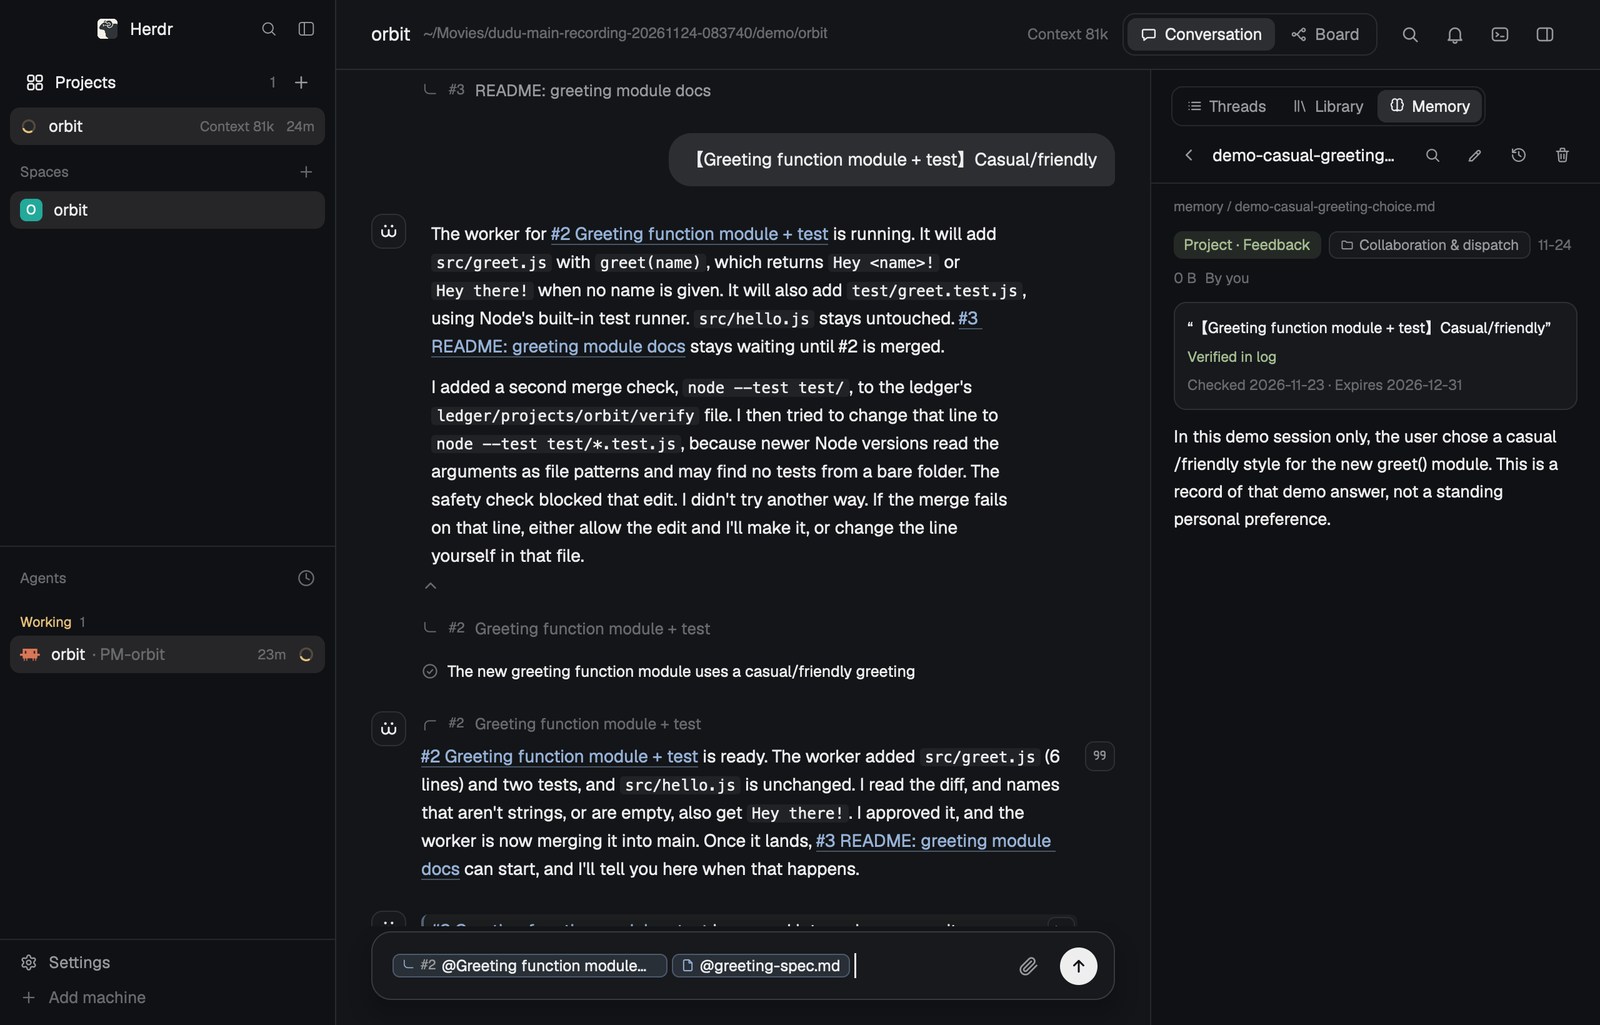 Herdr
Projects 1
orbit Context 81k 24m
Spaces
O orbit
Agents
Working 1
orbit · PM-orbit 23m
Settings
Add machine
orbit ~/Movies/dudu-main-recording-20261124-083740/demo/orbit
Context 81k
Conversation
Board
#3 README: greeting module docs
【Greeting function module + test】Casual/friendly
The worker for #2 Greeting function module + test is running. It will add
src/greet.js with greet(name), which returns Hey <name>! or
Hey there! when no name is given. It will also add test/greet.test.js,
using Node's built-in test runner. src/hello.js stays untouched. #3
README: greeting module docs stays waiting until #2 is merged.
I added a second merge check, node --test test/, to the ledger's
ledger/projects/orbit/verify file. I then tried to change that line to
node --test test/*.test.js, because newer Node versions read the
arguments as file patterns and may find no tests from a bare folder. The
safety check blocked that edit. I didn't try another way. If the merge fails
on that line, either allow the edit and I'll make it, or change the line
yourself in that file.
#2 Greeting function module + test
The new greeting function module uses a casual/friendly greeting
#2 Greeting function module + test
#2 Greeting function module + test is ready. The worker added src/greet.js (6
lines) and two tests, and src/hello.js is unchanged. I read the diff, and names
that aren't strings, or are empty, also get Hey there!. I approved it, and the
worker is now merging it into main. Once it lands, #3 README: greeting module
docs can start, and I'll tell you here when that happens.
#2 @Greeting function module... @greeting-spec.md
Threads
Library
Memory
demo-casual-greeting...
memory / demo-casual-greeting-choice.md
Project · Feedback Collaboration & dispatch 11-24
0 B By you
“【Greeting function module + test】Casual/friendly”
Verified in log
Checked 2026-11-23 · Expires 2026-12-31
In this demo session only, the user chose a casual
/friendly style for the new greet() module. This is a
record of that demo answer, not a standing
personal preference.